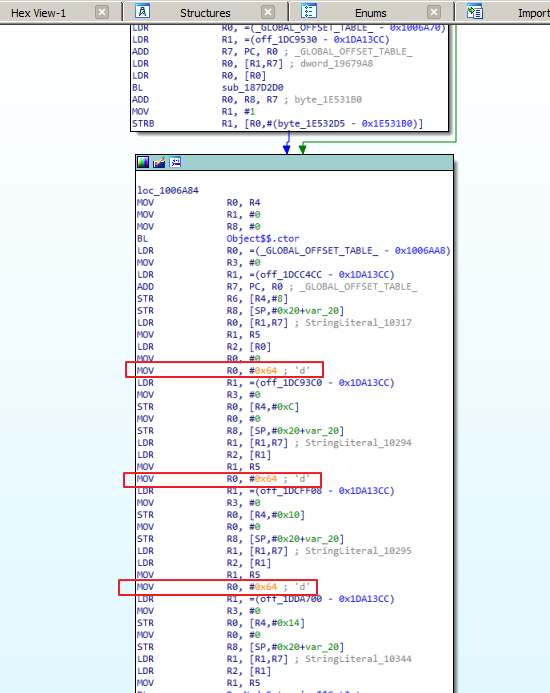 Hex View-1 Structures Enums Import
LDR R0, =(_GLOBAL_OFFSET_TABLE_ - 0x1006A70)
LDR R1, =(off_1DC9530 - 0x1DA13CC)
ADD R7, PC, R0 ; _GLOBAL_OFFSET_TABLE_
LDR R0, [R1,R7] ; dword_19679A8
LDR R0, [R0]
BL sub_187D2D0
ADD R0, R8, R7 ; byte_1E531B0
MOV R1, #1
STRB R1, [R0,#(byte_1E532D5 - 0x1E531B0)]
loc_1006A84
MOV R0, R4
MOV R1, #0
MOV R8, #0
BL Object$$.ctor
LDR R0, =(_GLOBAL_OFFSET_TABLE_ - 0x1006AA8)
MOV R3, #0
LDR R1, =(off_1DCC4CC - 0x1DA13CC)
ADD R7, PC, R0 ; _GLOBAL_OFFSET_TABLE_
STR R6, [R4,#8]
STR R8, [SP,#0x20+var_20]
LDR R0, [R1,R7] ; StringLiteral_10317
MOV R1, R5
LDR R2, [R0]
MOV R0, #0
MOV R0, #0x64 ; 'd'
LDR R1, =(off_1DC93C0 - 0x1DA13CC)
MOV R3, #0
STR R0, [R4,#0xC]
MOV R0, #0
STR R8, [SP,#0x20+var_20]
LDR R1, [R1,R7] ; StringLiteral_10294
LDR R2, [R1]
MOV R1, R5
MOV R0, #0x64 ; 'd'
LDR R1, =(off_1DCFF08 - 0x1DA13CC)
MOV R3, #0
STR R0, [R4,#0x10]
MOV R0, #0
STR R8, [SP,#0x20+var_20]
LDR R1, [R1,R7] ; StringLiteral_10295
LDR R2, [R1]
MOV R1, R5
MOV R0, #0x64 ; 'd'
LDR R1, =(off_1DDA700 - 0x1DA13CC)
MOV R3, #0
STR R0, [R4,#0x14]
MOV R0, #0
STR R8, [SP,#0x20+var_20]
LDR R1, [R1,R7] ; StringLiteral_10344
LDR R2, [R1]
MOV R1, R5